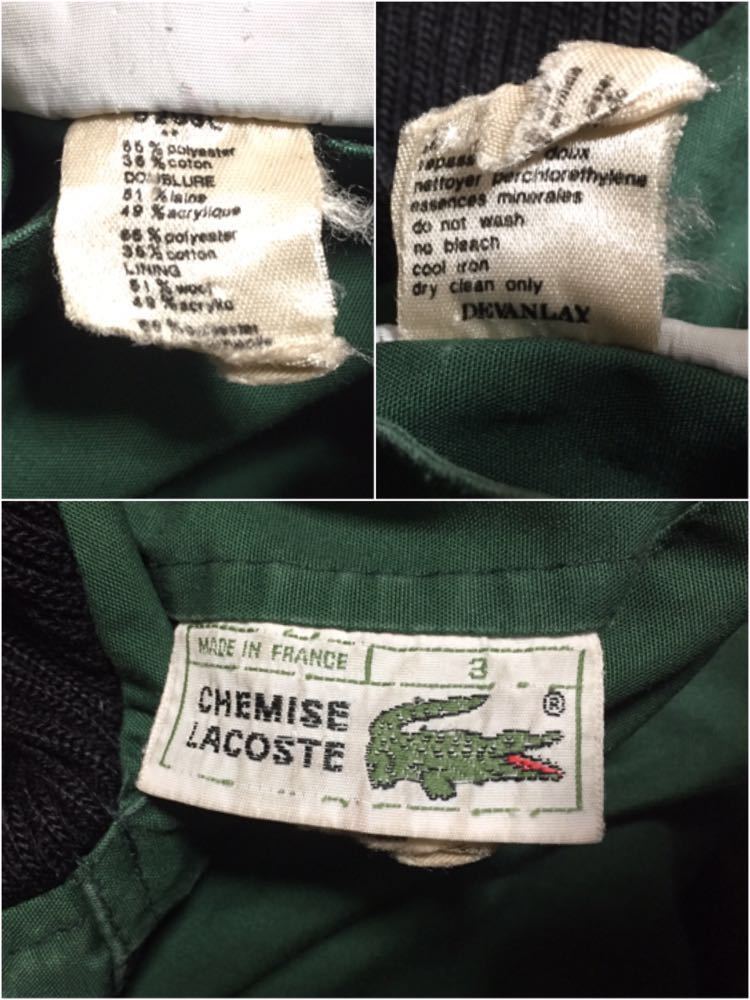 65 % polyester
35 % coton
DOUBLURE
51 % laine
49 % acrylique
65 % polyester
35 % cotton
LINING
51 % wool
49 % acrylic
polyester
repass doux
nettoyer perchlorethylene
essences minerales
do not wash
no bleach
cool iron
dry clean only
DEVANLAY
MADE IN FRANCE
3
CHEMISE
LACOSTE
®